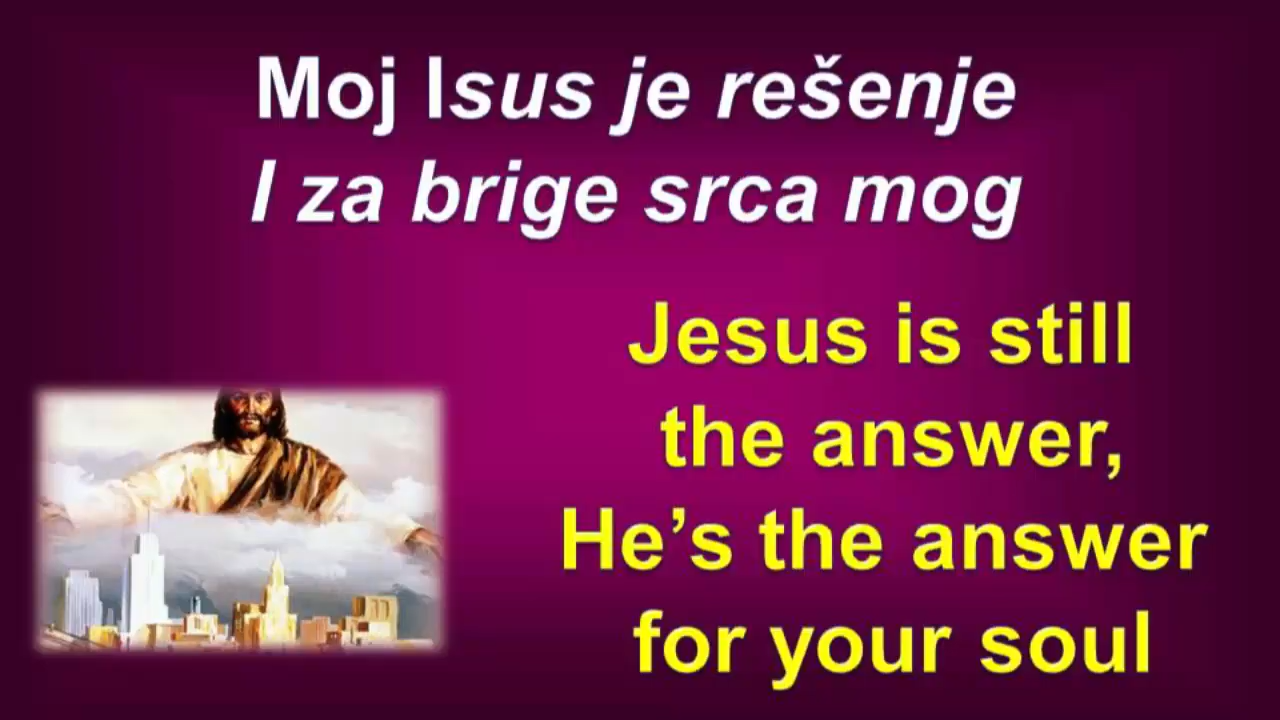 Moj Isus je rešenje
I za brige srca mog
Jesus is still
the answer,
He’s the answer
for your soul